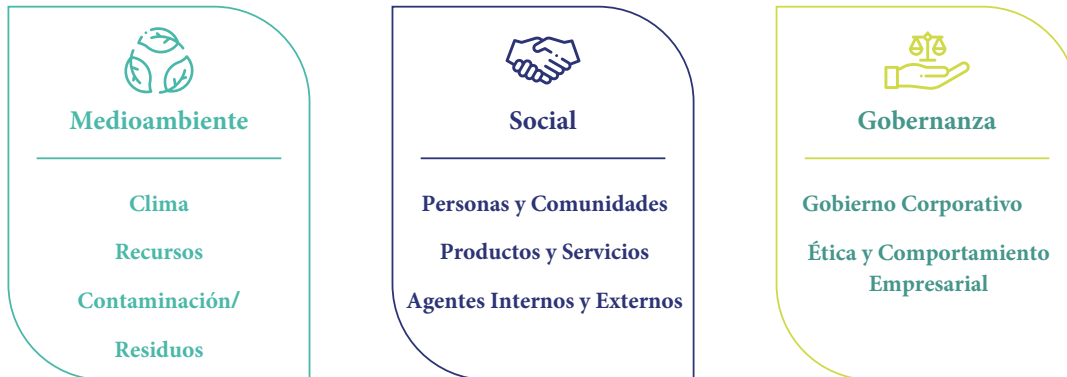 Medioambiente
Clima
Recursos
Contaminación/
Residuos
Social
Personas y Comunidades
Productos y Servicios
Agentes Internos y Externos
Gobernanza
Gobierno Corporativo
Ética y Comportamiento
Empresarial